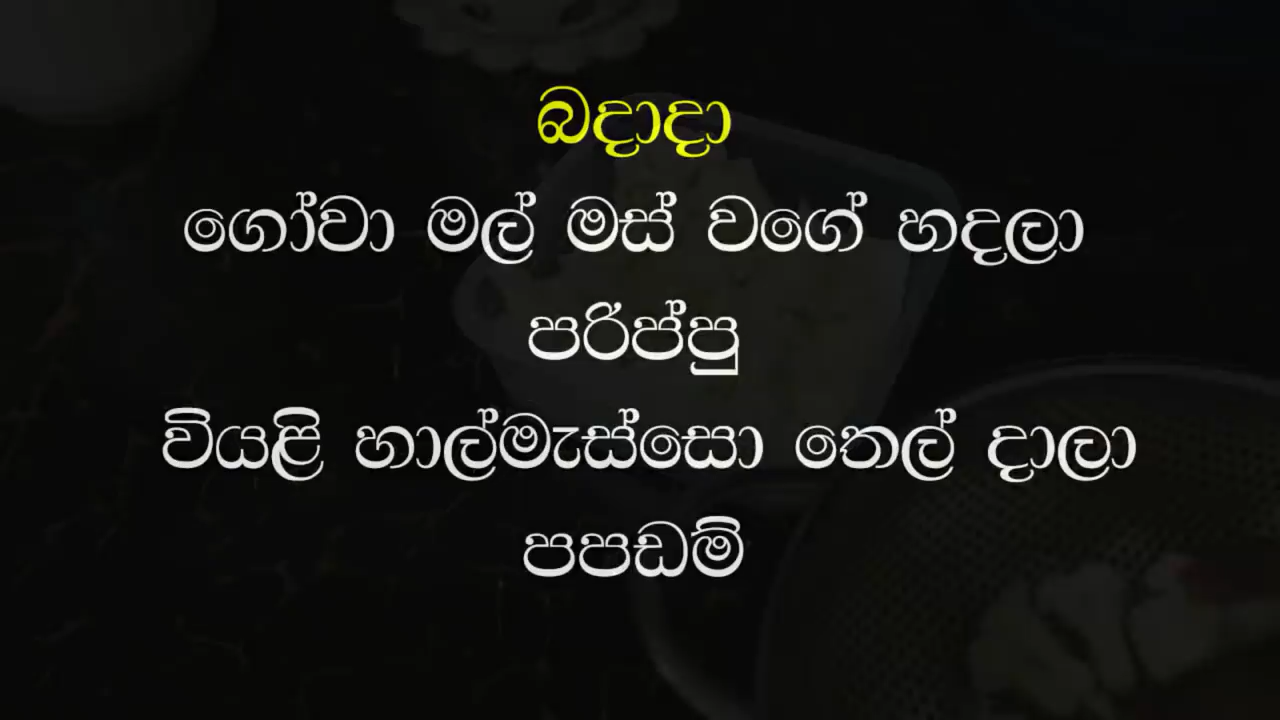 බදාදා
ගෝවා මල් මස් වගේ හදලා
පරිප්පු
වියළි හාල්මැස්සො තෙල් දාලා
පපඩම්